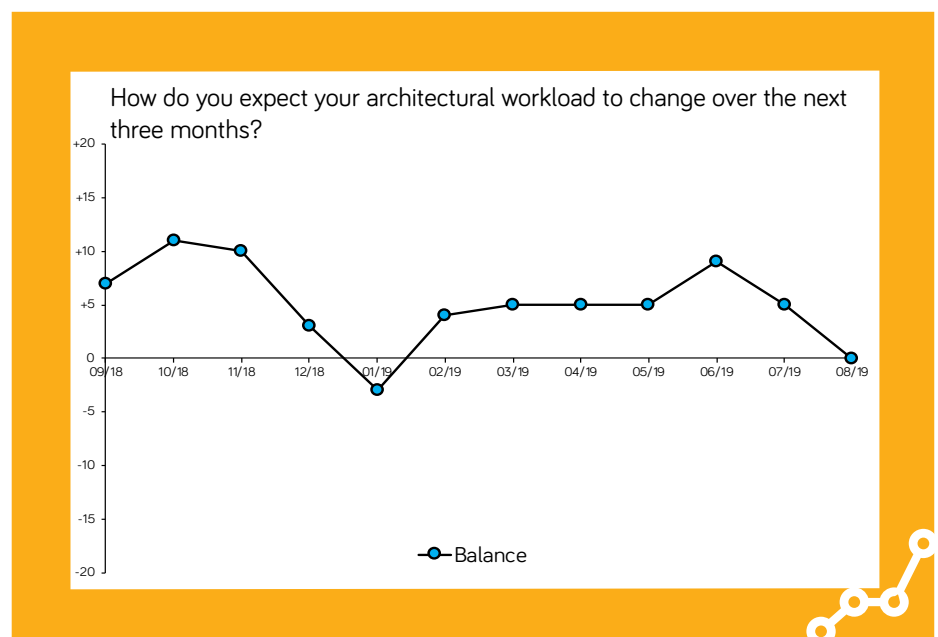 How do you expect your architectural workload to change over the next
three months?
+20
+15
+10
+5
0
09/18 10/18 11/18 12/18 01/19 02/19 03/19 04/19 05/19 06/19 07/19 08/19
-5
-10
-15
Balance
-20